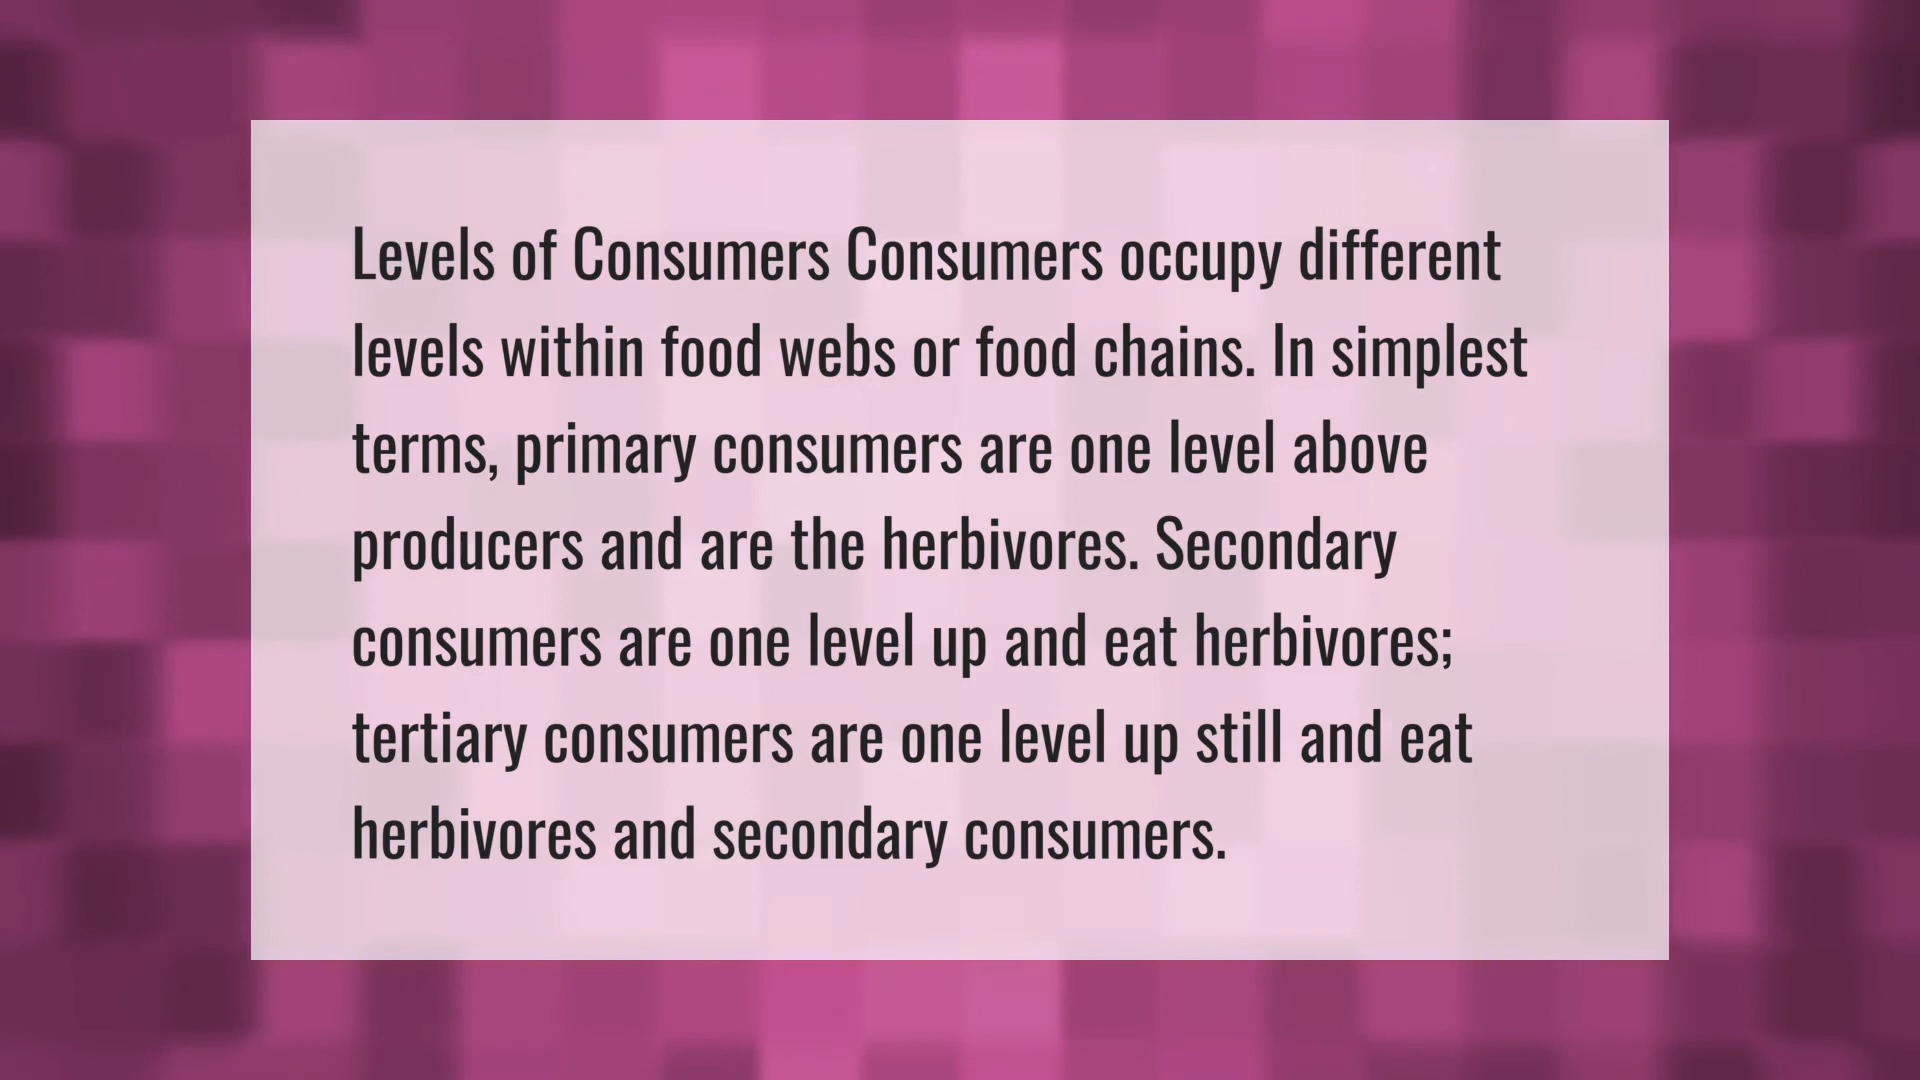 Levels of Consumers Consumers occupy different
levels within food webs or food chains. In simplest
terms, primary consumers are one level above
producers and are the herbivores. Secondary
consumers are one level up and eat herbivores;
tertiary consumers are one level up still and eat
herbivores and secondary consumers.